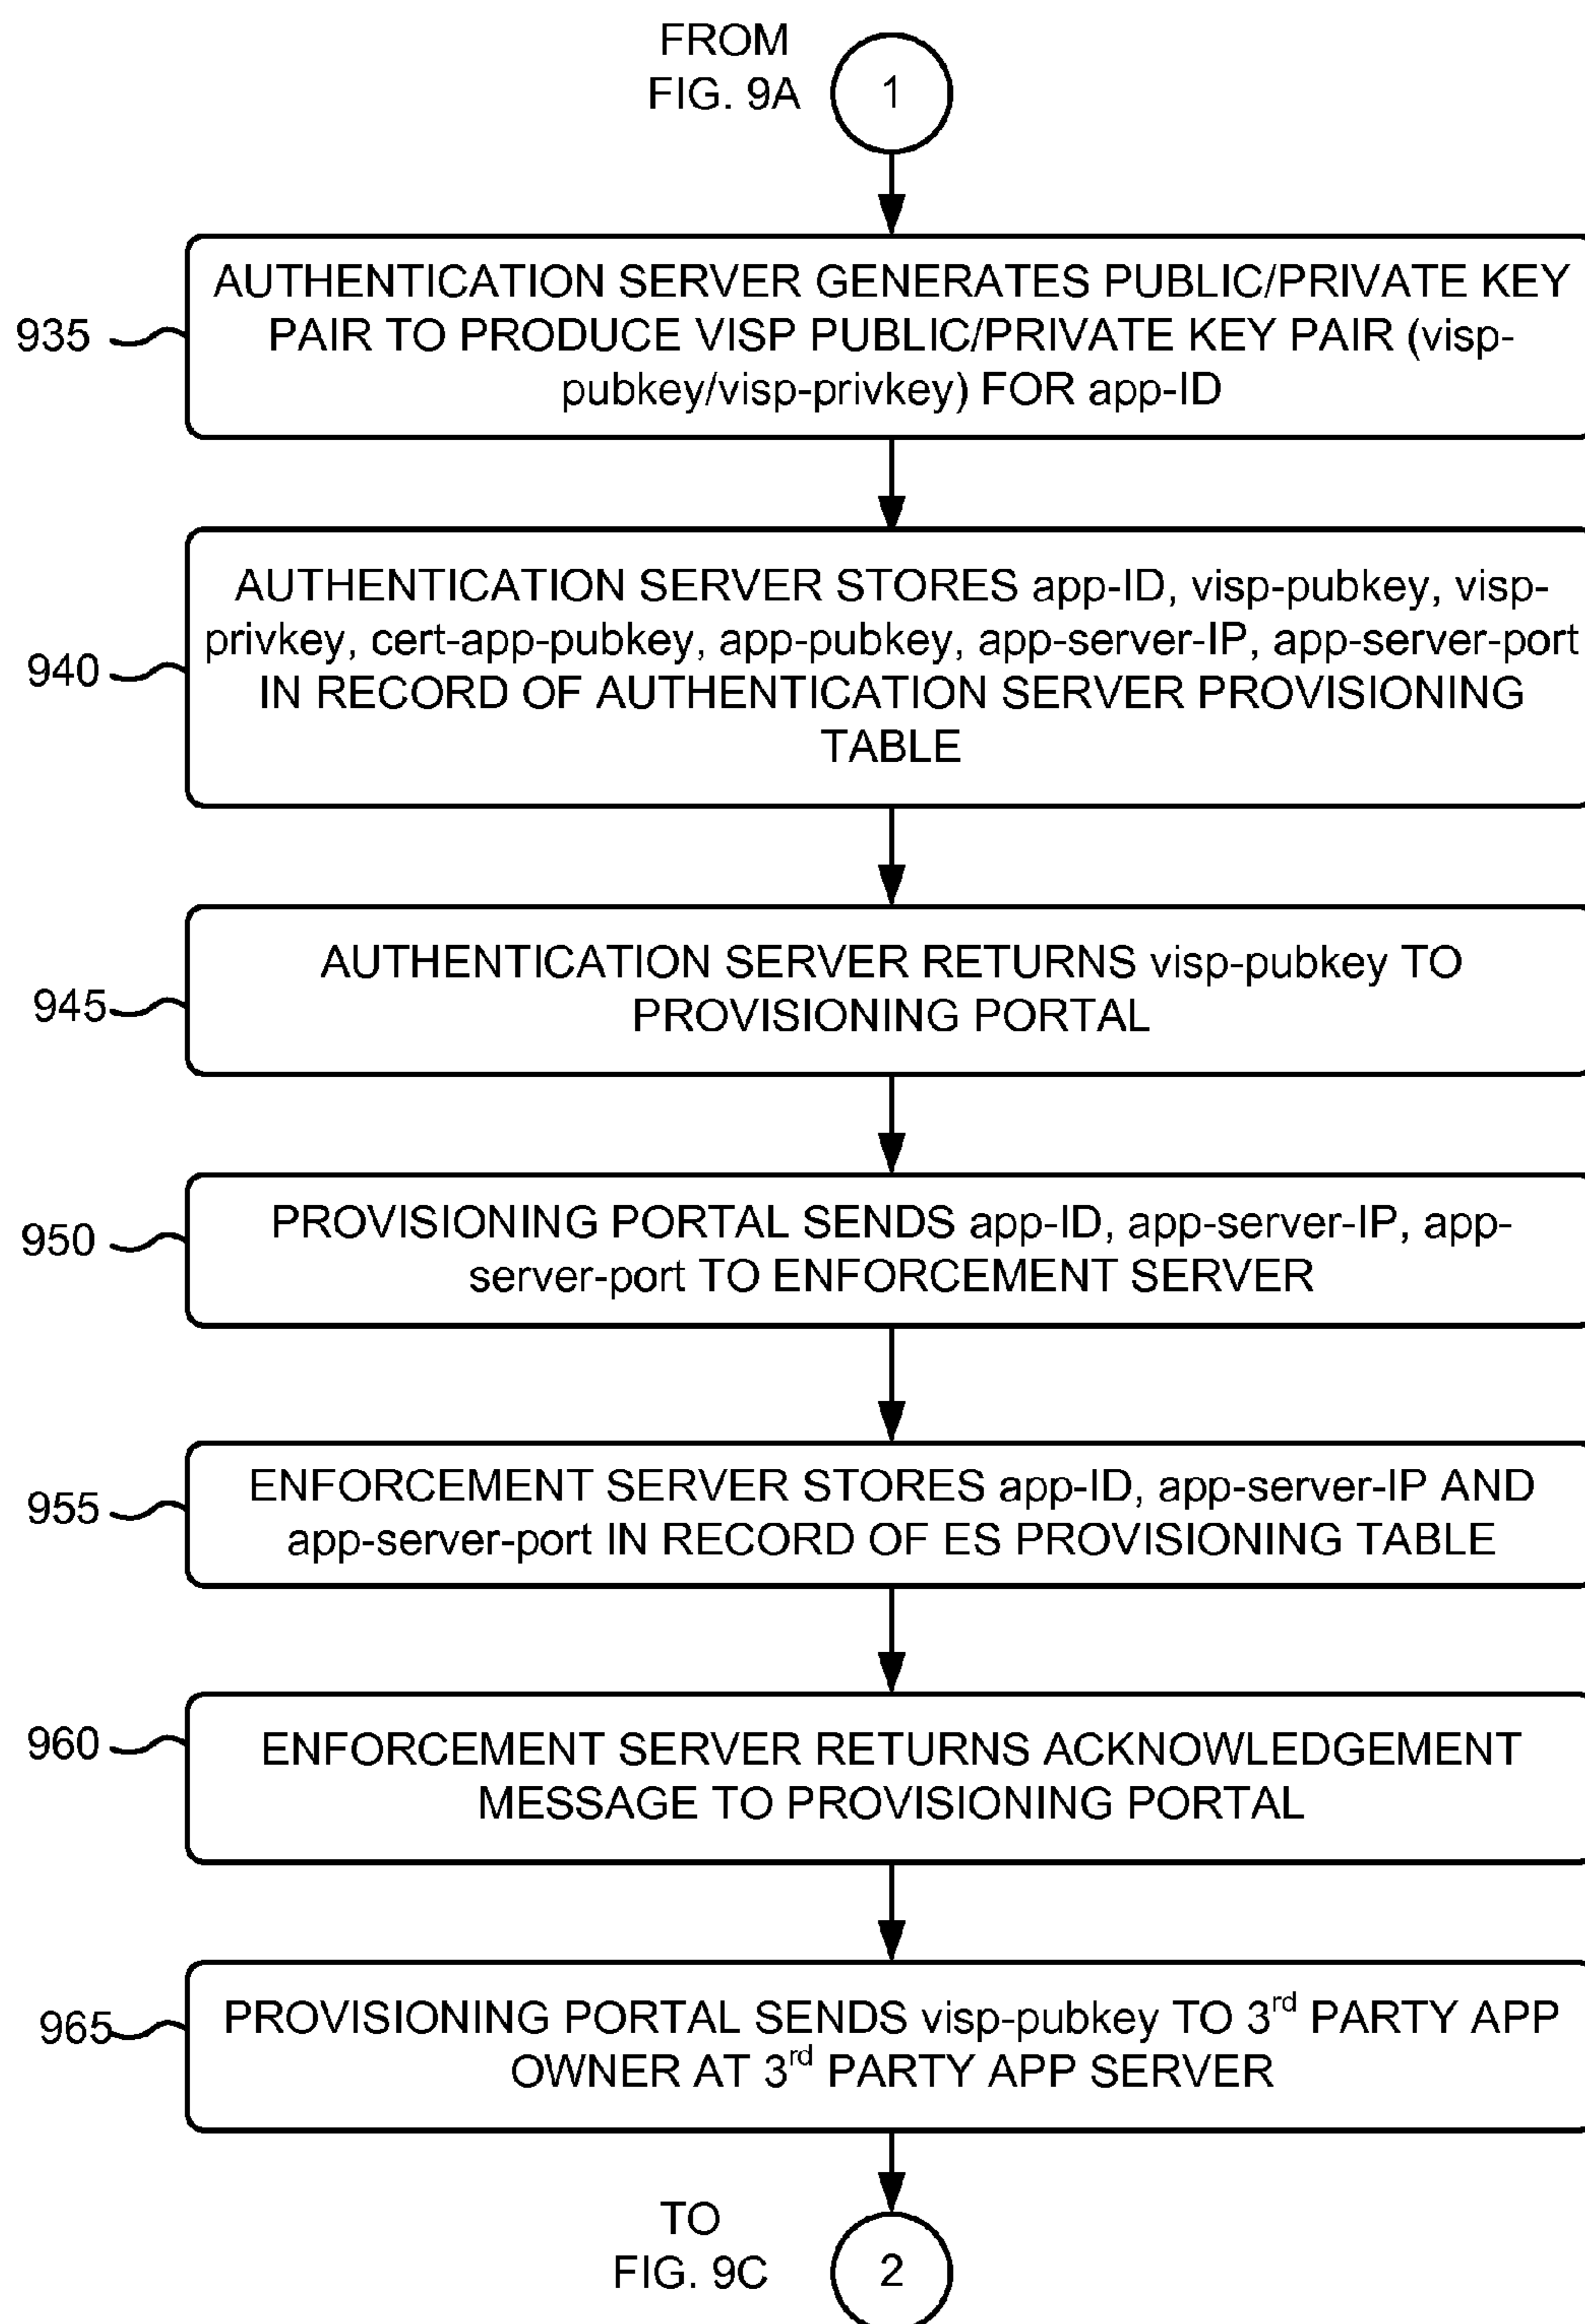 FROM
FIG. 9A
1
935
AUTHENTICATION SERVER GENERATES PUBLIC/PRIVATE KEY
PAIR TO PRODUCE VISP PUBLIC/PRIVATE KEY PAIR (visp-
pubkey/visp-privkey) FOR app-ID
940
AUTHENTICATION SERVER STORES app-ID, visp-pubkey, visp-
privkey, cert-app-pubkey, app-pubkey, app-server-IP, app-server-port
IN RECORD OF AUTHENTICATION SERVER PROVISIONING
TABLE
945
AUTHENTICATION SERVER RETURNS visp-pubkey TO
PROVISIONING PORTAL
950
PROVISIONING PORTAL SENDS app-ID, app-server-IP, app-
server-port TO ENFORCEMENT SERVER
955
ENFORCEMENT SERVER STORES app-ID, app-server-IP AND
app-server-port IN RECORD OF ES PROVISIONING TABLE
960
ENFORCEMENT SERVER RETURNS ACKNOWLEDGEMENT
MESSAGE TO PROVISIONING PORTAL
965
PROVISIONING PORTAL SENDS visp-pubkey TO 3rd PARTY APP
OWNER AT 3rd PARTY APP SERVER
TO
FIG. 9C
2